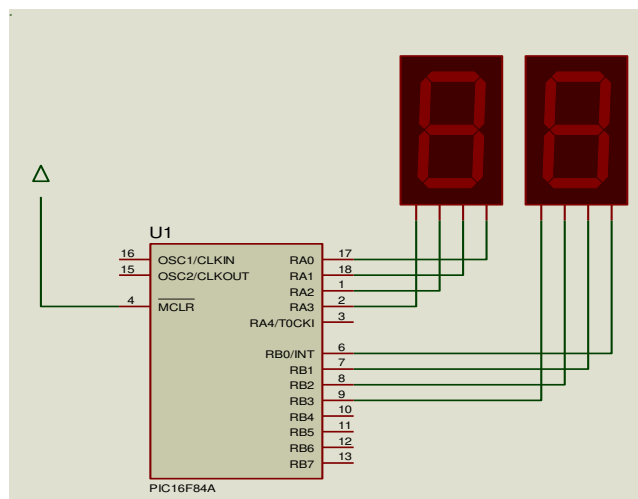 U1
16 OSC1/CLKIN RA0 17
15 OSC2/CLKOUT RA1 18
RA2 1
4 MCLR RA3 2
RA4/T0CKI 3
RB0/INT 6
RB1 7
RB2 8
RB3 9
RB4 10
RB5 11
RB6 12
RB7 13
PIC16F84A